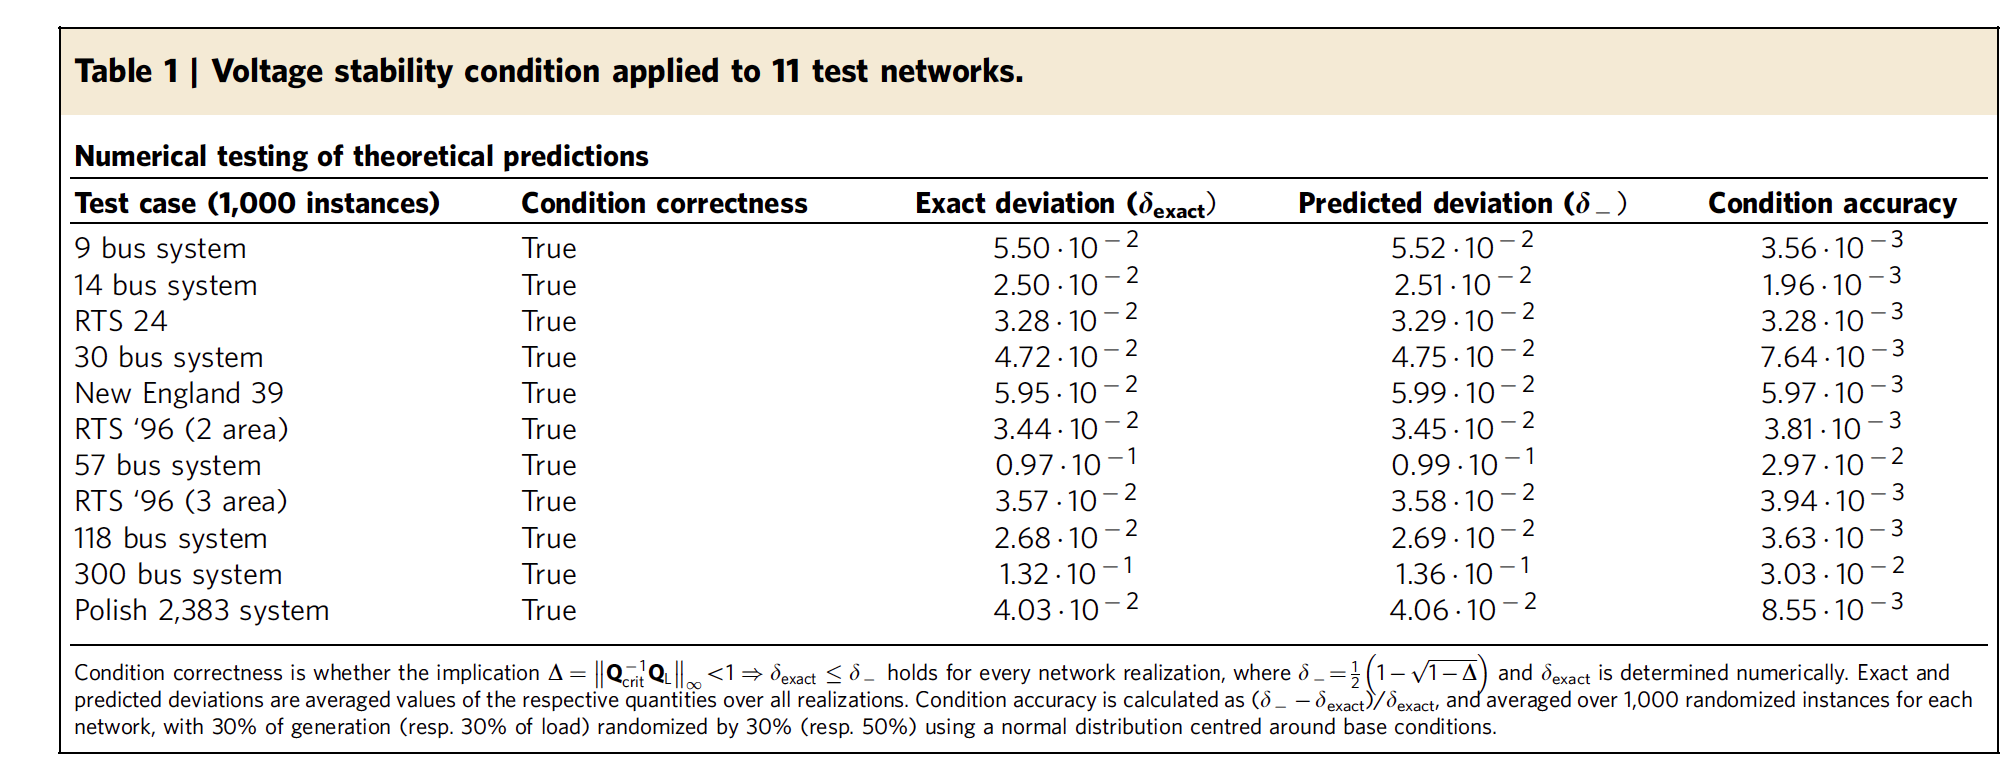 Table 1 | Voltage stability condition applied to 11 test networks.
Numerical testing of theoretical predictions
Test case (1,000 instances) Condition correctness Exact deviation (δexact) Predicted deviation (δ−) Condition accuracy
9 bus system True 5.50 · 10−2 5.52 · 10−2 3.56 · 10−3
14 bus system True 2.50 · 10−2 2.51 · 10−2 1.96 · 10−3
RTS 24 True 3.28 · 10−2 3.29 · 10−2 3.28 · 10−3
30 bus system True 4.72 · 10−2 4.75 · 10−2 7.64 · 10−3
New England 39 True 5.95 · 10−2 5.99 · 10−2 5.97 · 10−3
RTS ‘96 (2 area) True 3.44 · 10−2 3.45 · 10−2 3.81 · 10−3
57 bus system True 0.97 · 10−1 0.99 · 10−1 2.97 · 10−2
RTS ‘96 (3 area) True 3.57 · 10−2 3.58 · 10−2 3.94 · 10−3
118 bus system True 2.68 · 10−2 2.69 · 10−2 3.63 · 10−3
300 bus system True 1.32 · 10−1 1.36 · 10−1 3.03 · 10−2
Polish 2,383 system True 4.03 · 10−2 4.06 · 10−2 8.55 · 10−3
Condition correctness is whether the implication Δ = ‖Q−1crit QL‖∞ <1 ⇒ δexact ≤ δ− holds for every network realization, where δ−=½(1−√1−Δ) and δexact is determined numerically. Exact and
predicted deviations are averaged values of the respective quantities over all realizations. Condition accuracy is calculated as (δ− − δexact)/δexact, and averaged over 1,000 randomized instances for each
network, with 30% of generation (resp. 30% of load) randomized by 30% (resp. 50%) using a normal distribution centred around base conditions.